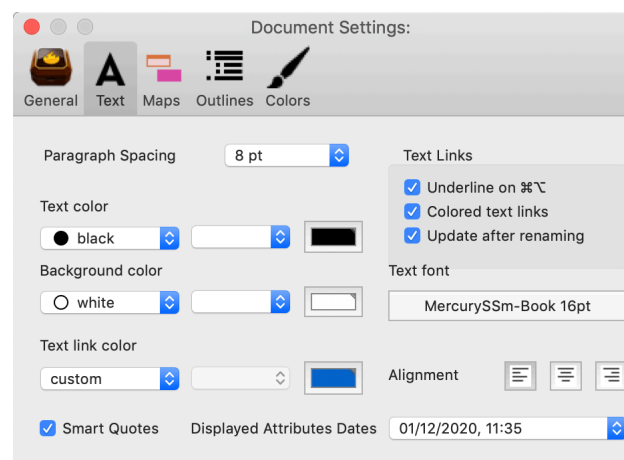 Document Settings:
General Text Maps Outlines Colors
Paragraph Spacing 8 pt
Text Links
Underline on ⌘⌥
Colored text links
Update after renaming
Text color
black
Background color
white
Text font
MercurySSm-Book 16pt
Text link color
custom
Alignment
Smart Quotes
Displayed Attributes Dates 01/12/2020, 11:35